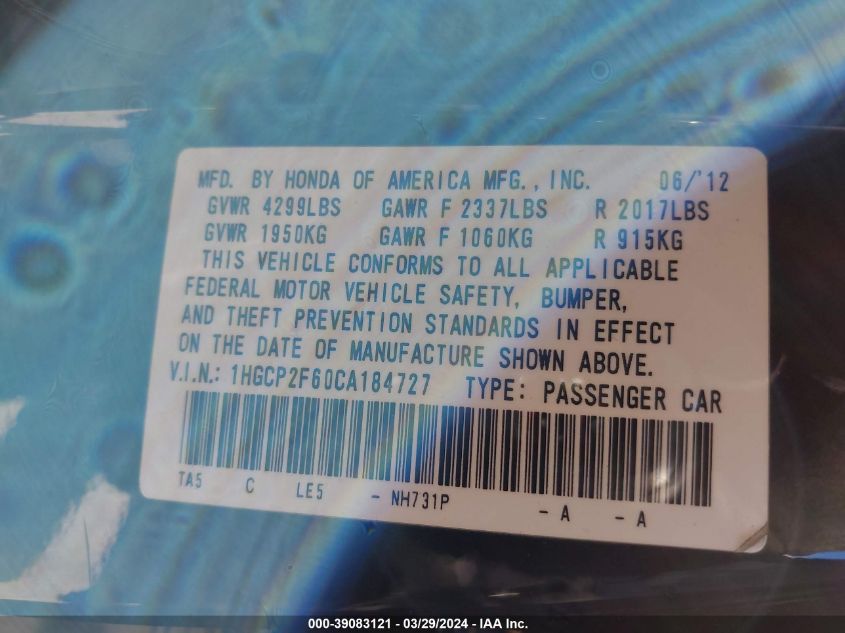 MFD. BY HONDA OF AMERICA MFG., INC. 06/'12
GVWR 4299LBS GAWR F 2337LBS R 2017LBS
GVWR 1950KG GAWR F 1060KG R 915KG
THIS VEHICLE CONFORMS TO ALL APPLICABLE
FEDERAL MOTOR VEHICLE SAFETY, BUMPER,
AND THEFT PREVENTION STANDARDS IN EFFECT
ON THE DATE OF MANUFACTURE SHOWN ABOVE.
V.I.N.: 1HGCP2F60CA184727 TYPE: PASSENGER CAR
TA5 C LE5 - NH731P - A - A
000-39083121 - 03/29/2024 - IAA Inc.